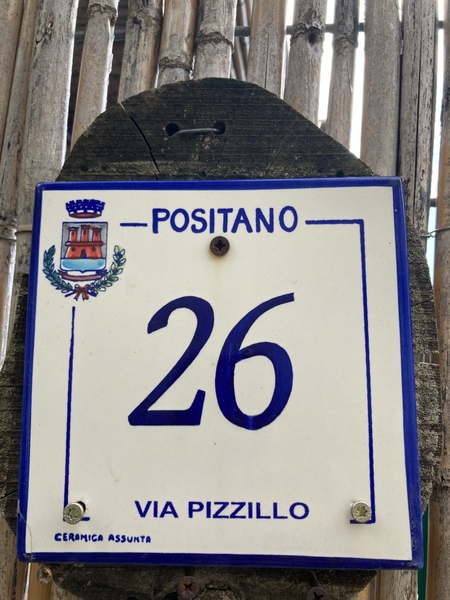 POSITANO
26
VIA PIZZILLO
CERAMICA ASSUNTA